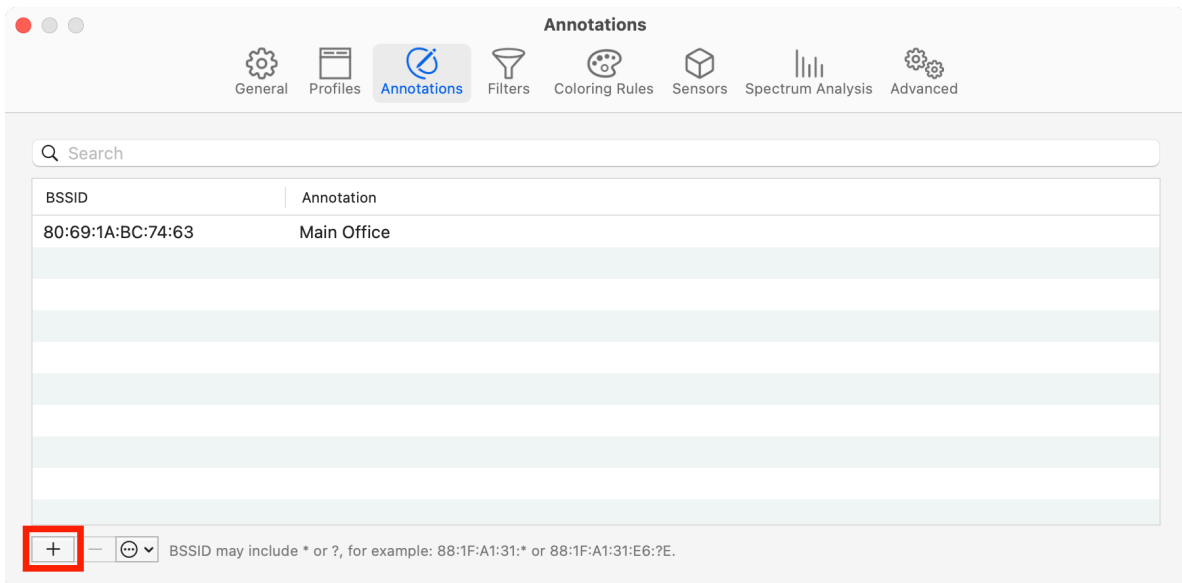 Annotations
General Profiles Annotations Filters Coloring Rules Sensors Spectrum Analysis Advanced
Search
BSSID Annotation
80:69:1A:BC:74:63 Main Office
+ − BSSID may include * or ?, for example: 88:1F:A1:31:* or 88:1F:A1:31:E6:?E.